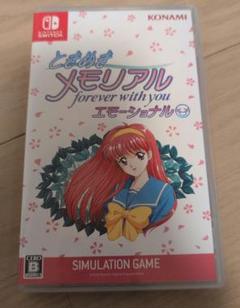 NINTENDO
SWITCH
KONAMI
ときめき
メモリアル
forever with you
エモーショナル
CERO
B
SIMULATION GAME